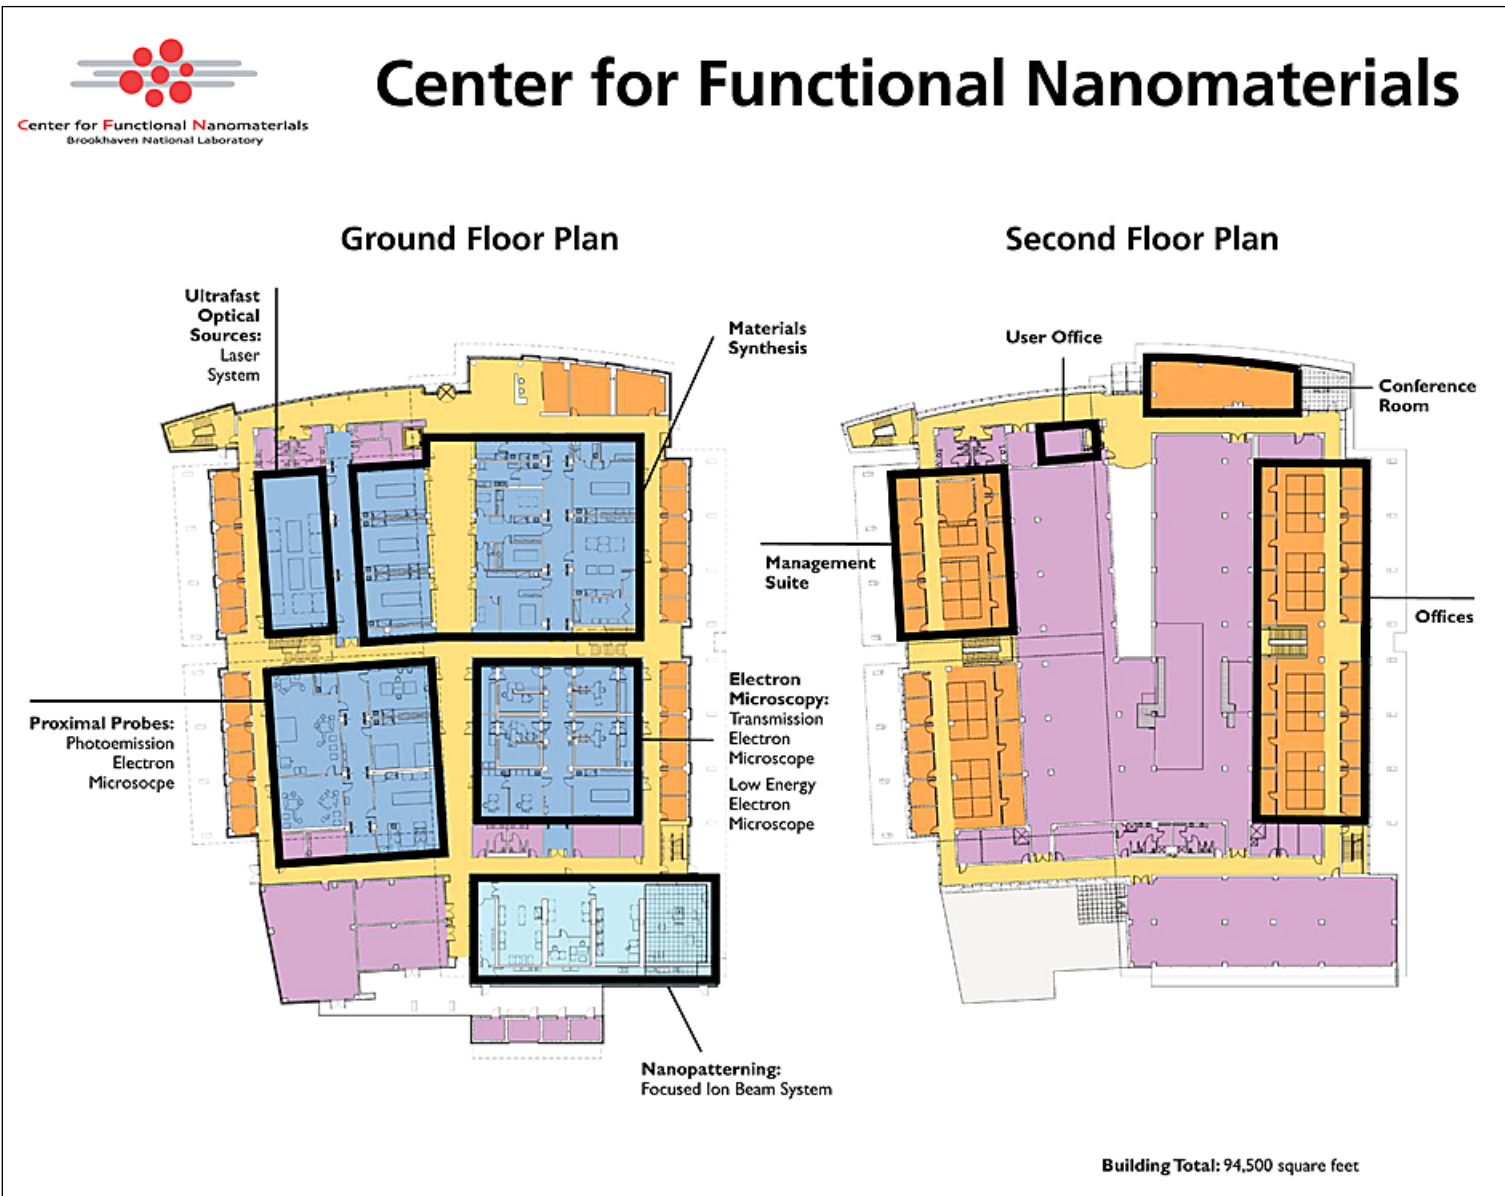 Center for Functional Nanomaterials
Brookhaven National Laboratory
Center for Functional Nanomaterials
Ground Floor Plan
Second Floor Plan
Ultrafast
Optical
Sources:
Laser
System
Materials
Synthesis
User Office
Conference
Room
Management
Suite
Offices
Proximal Probes:
Photoemission
Electron
Microsocpe
Electron
Microscopy:
Transmission
Electron
Microscope
Low Energy
Electron
Microscope
Nanopatterning:
Focused Ion Beam System
Building Total: 94,500 square feet